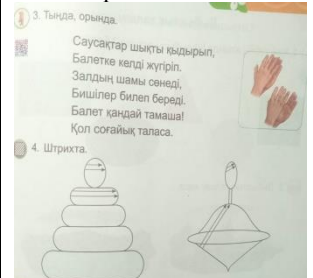 3. Тыңда, орында.
Саусақтар шықты қыдырып,
Балетке келді жүгіріп.
Залдың шамы сөнеді,
Бишілер билеп береді.
Балет қандай тамаша!
Қол соғайық таласа.
4. Штрихта.